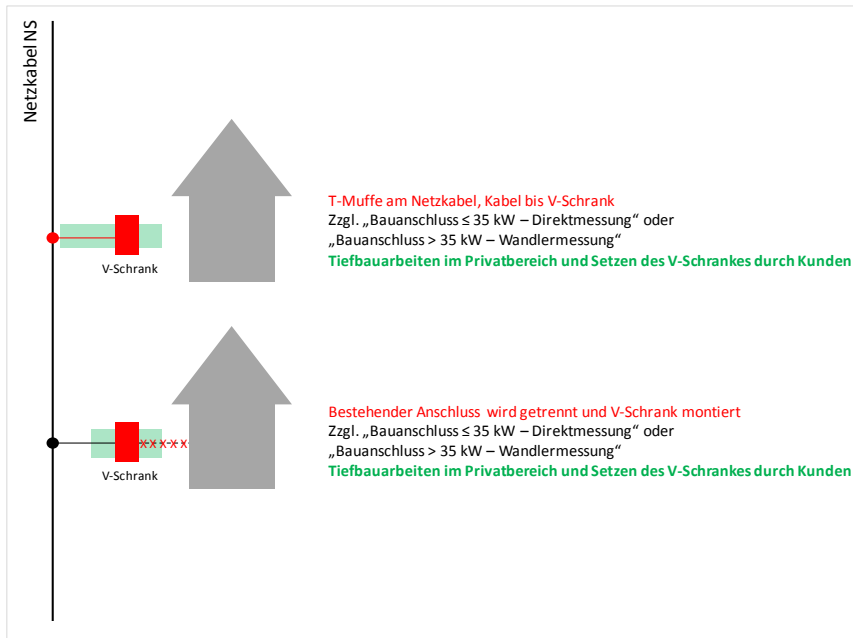 Netzkabel NS
T-Muffe am Netzkabel, Kabel bis V-Schrank
Zzgl. „Bauanschluss ≤ 35 kW – Direktmessung“ oder
„Bauanschluss > 35 kW – Wandlermessung“
Tiefbauarbeiten im Privatbereich und Setzen des V-Schrankes durch Kunden
V-Schrank
Bestehender Anschluss wird getrennt und V-Schrank montiert
Zzgl. „Bauanschluss ≤ 35 kW – Direktmessung“ oder
„Bauanschluss > 35 kW – Wandlermessung“
Tiefbauarbeiten im Privatbereich und Setzen des V-Schrankes durch Kunden
x x x x x
V-Schrank